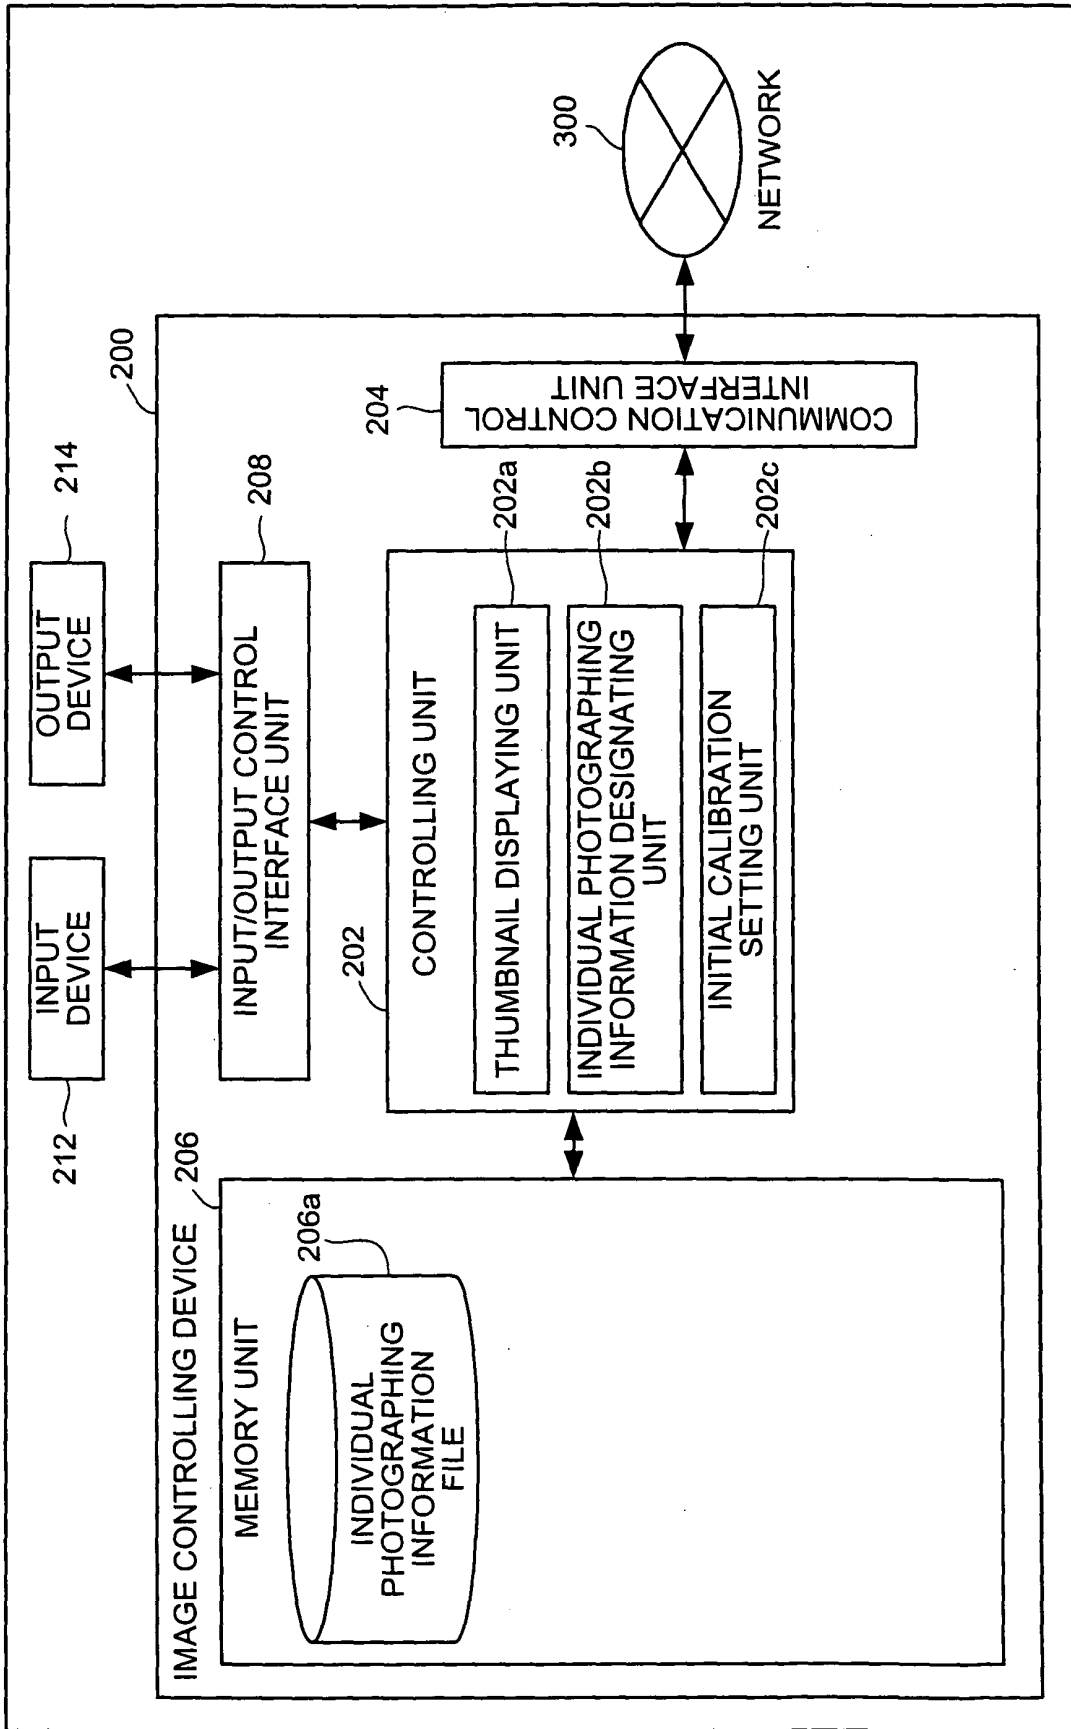 212
INPUT
DEVICE
OUTPUT
DEVICE
214
IMAGE CONTROLLING DEVICE
200
206
MEMORY UNIT
206a
INDIVIDUAL
PHOTOGRAPHING
INFORMATION
FILE
INPUT/OUTPUT CONTROL
INTERFACE UNIT
208
202
CONTROLLING UNIT
THUMBNAIL DISPLAYING UNIT
202a
INDIVIDUAL PHOTOGRAPHING
INFORMATION DESIGNATING
UNIT
202b
INITIAL CALIBRATION
SETTING UNIT
202c
204
COMMUNICATION CONTROL
INTERFACE UNIT
300
NETWORK